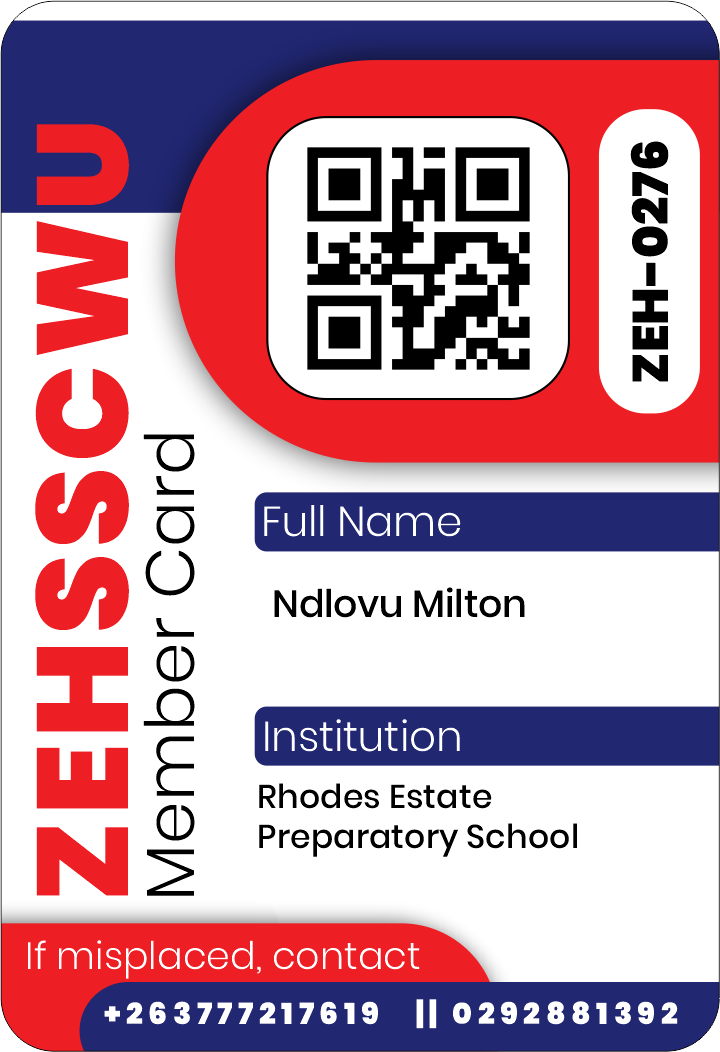 ZEHSSCWU
Member Card
ZEH-0276
Full Name
Ndlovu Milton
Institution
Rhodes Estate
Preparatory School
If misplaced, contact
+263777217619 || 0292881392